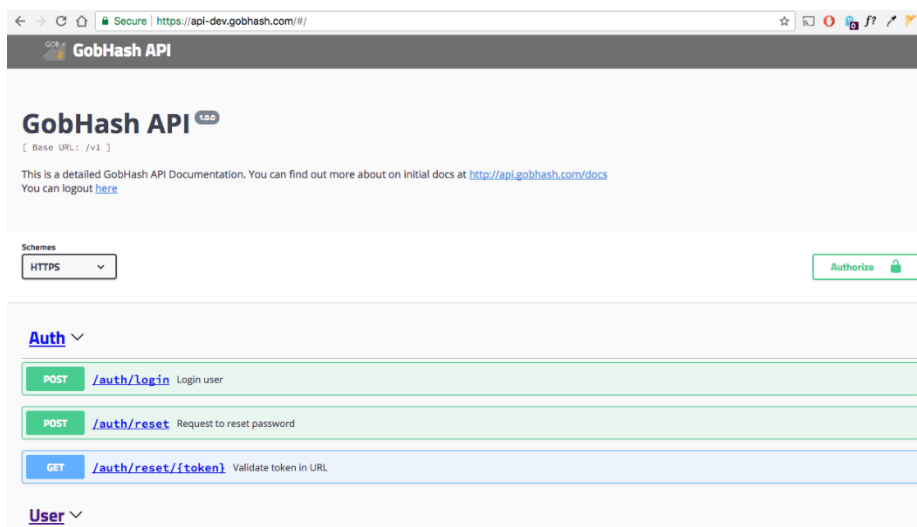 Secure | https://api-dev.gobhash.com/#/
f?
GOB GobHash API
GobHash API 1.0.0
[ Base URL: /v1 ]
This is a detailed GobHash API Documentation. You can find out more about on initial docs at http://api.gobhash.com/docs
You can logout here
Schemes
HTTPS
Authorize
Auth
POST /auth/login Login user
POST /auth/reset Request to reset password
GET /auth/reset/{token} Validate token in URL
User